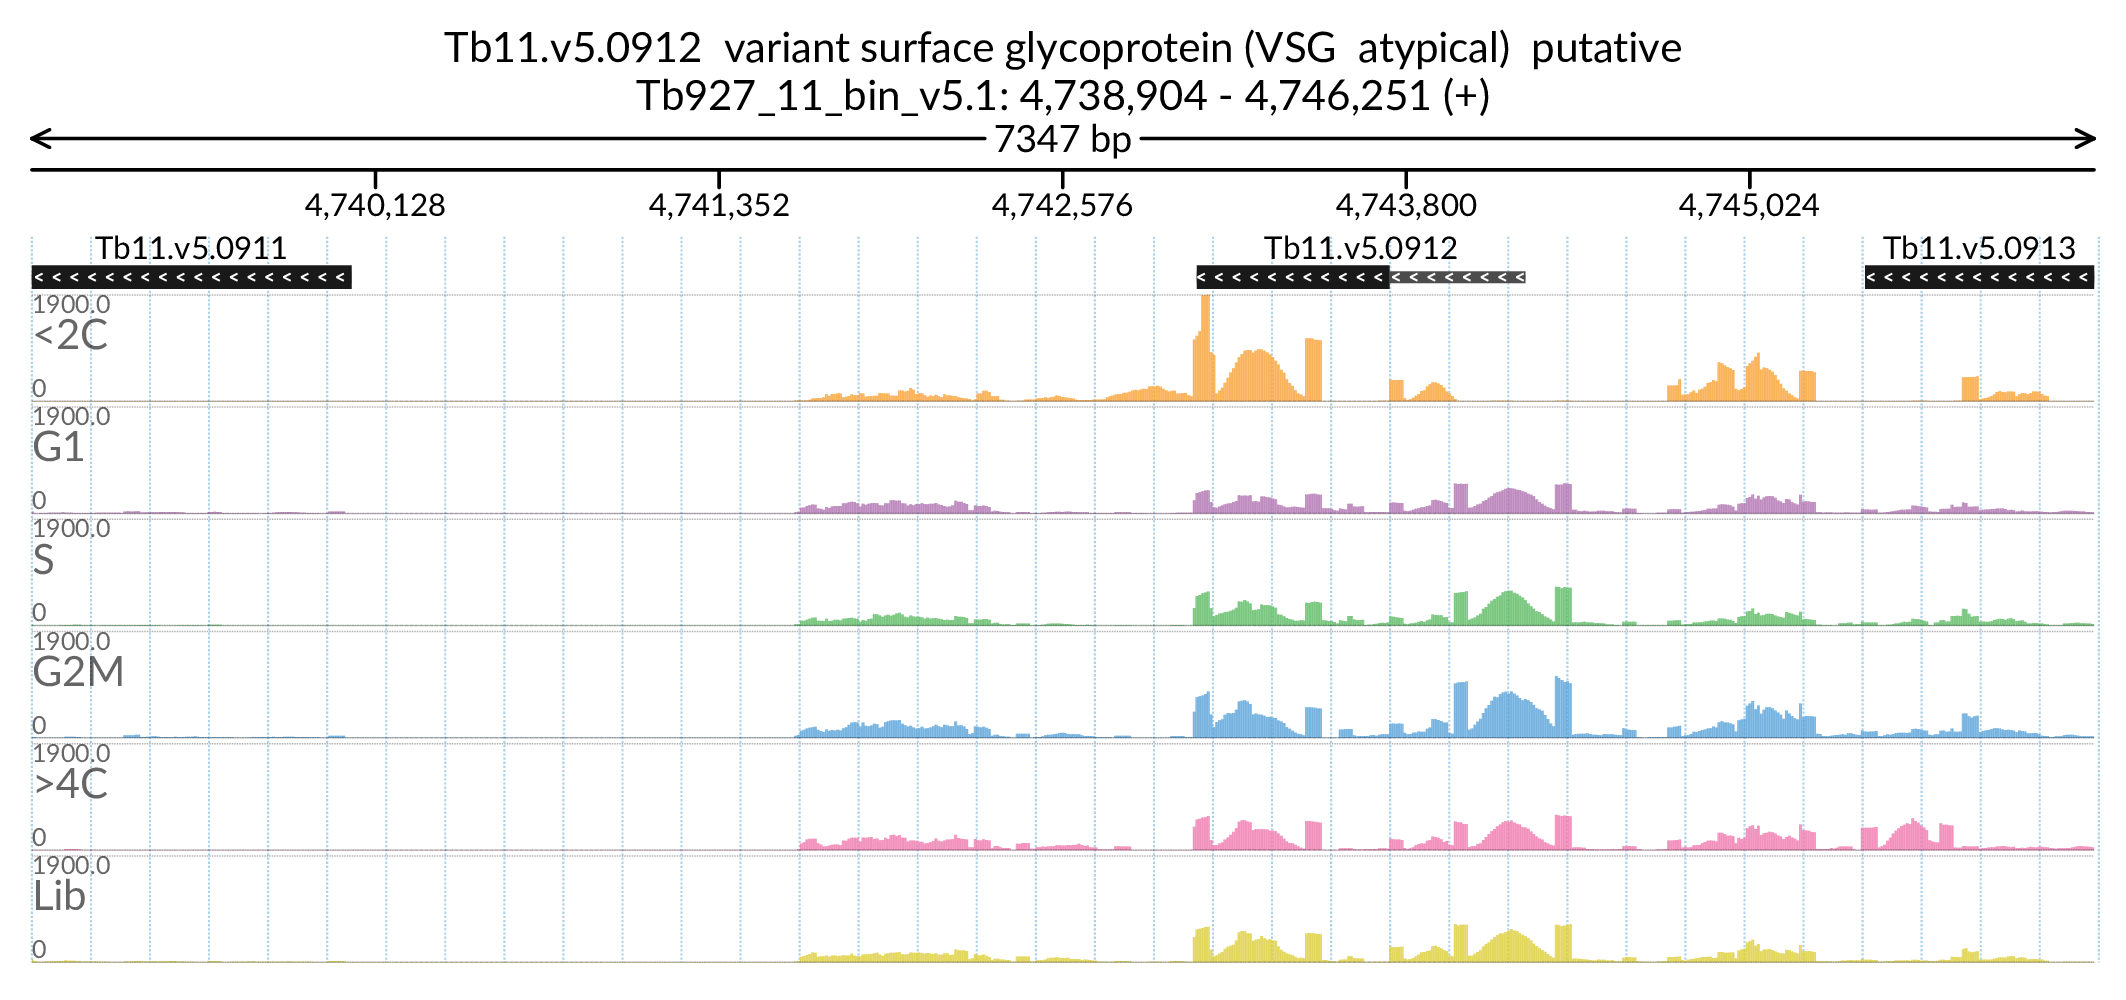 Tb11.v5.0912  variant surface glycoprotein (VSG  atypical)  putative
Tb927_11_bin_v5.1: 4,738,904 - 4,746,251 (+)
7347 bp
4,740,128 4,741,352 4,742,576 4,743,800 4,745,024
Tb11.v5.0911 Tb11.v5.0912 Tb11.v5.0913
1900.0
<2C
0
1900.0
G1
0
1900.0
S
0
1900.0
G2M
0
1900.0
>4C
0
1900.0
Lib
0